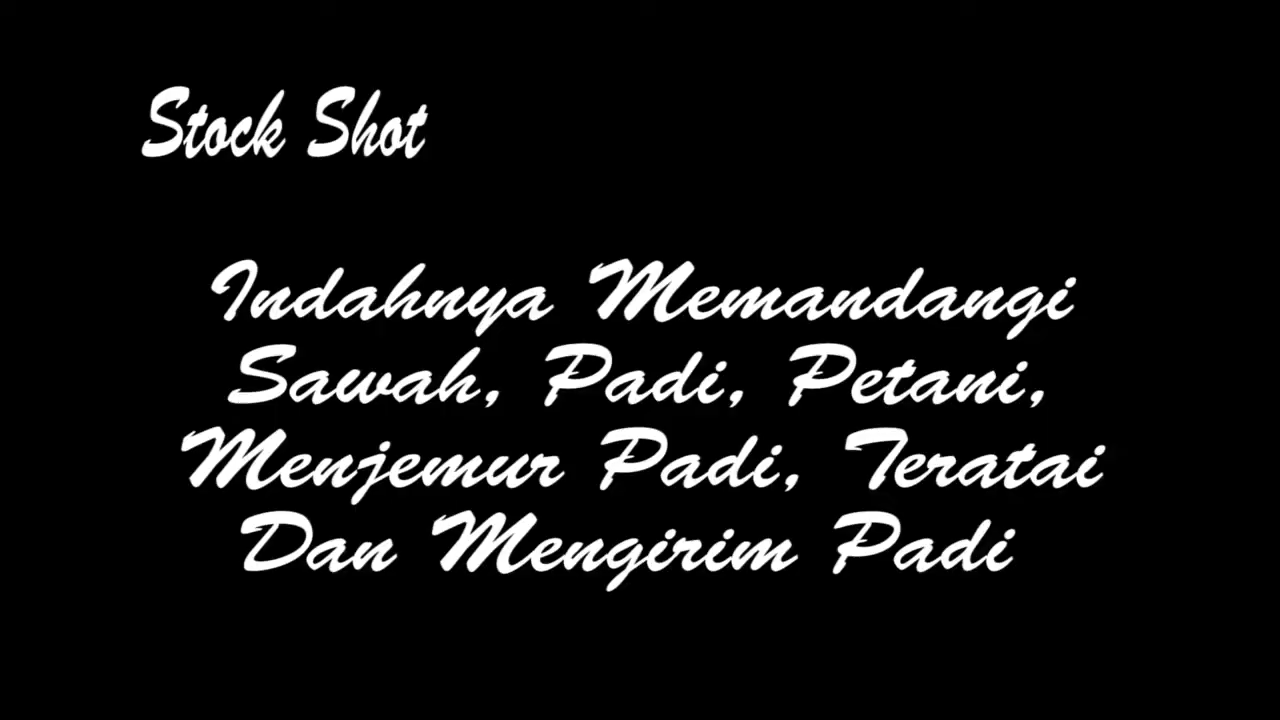 Stock Shot
Indahnya Memandangi
Sawah, Padi, Petani,
Menjemur Padi, Teratai
Dan Mengirim Padi